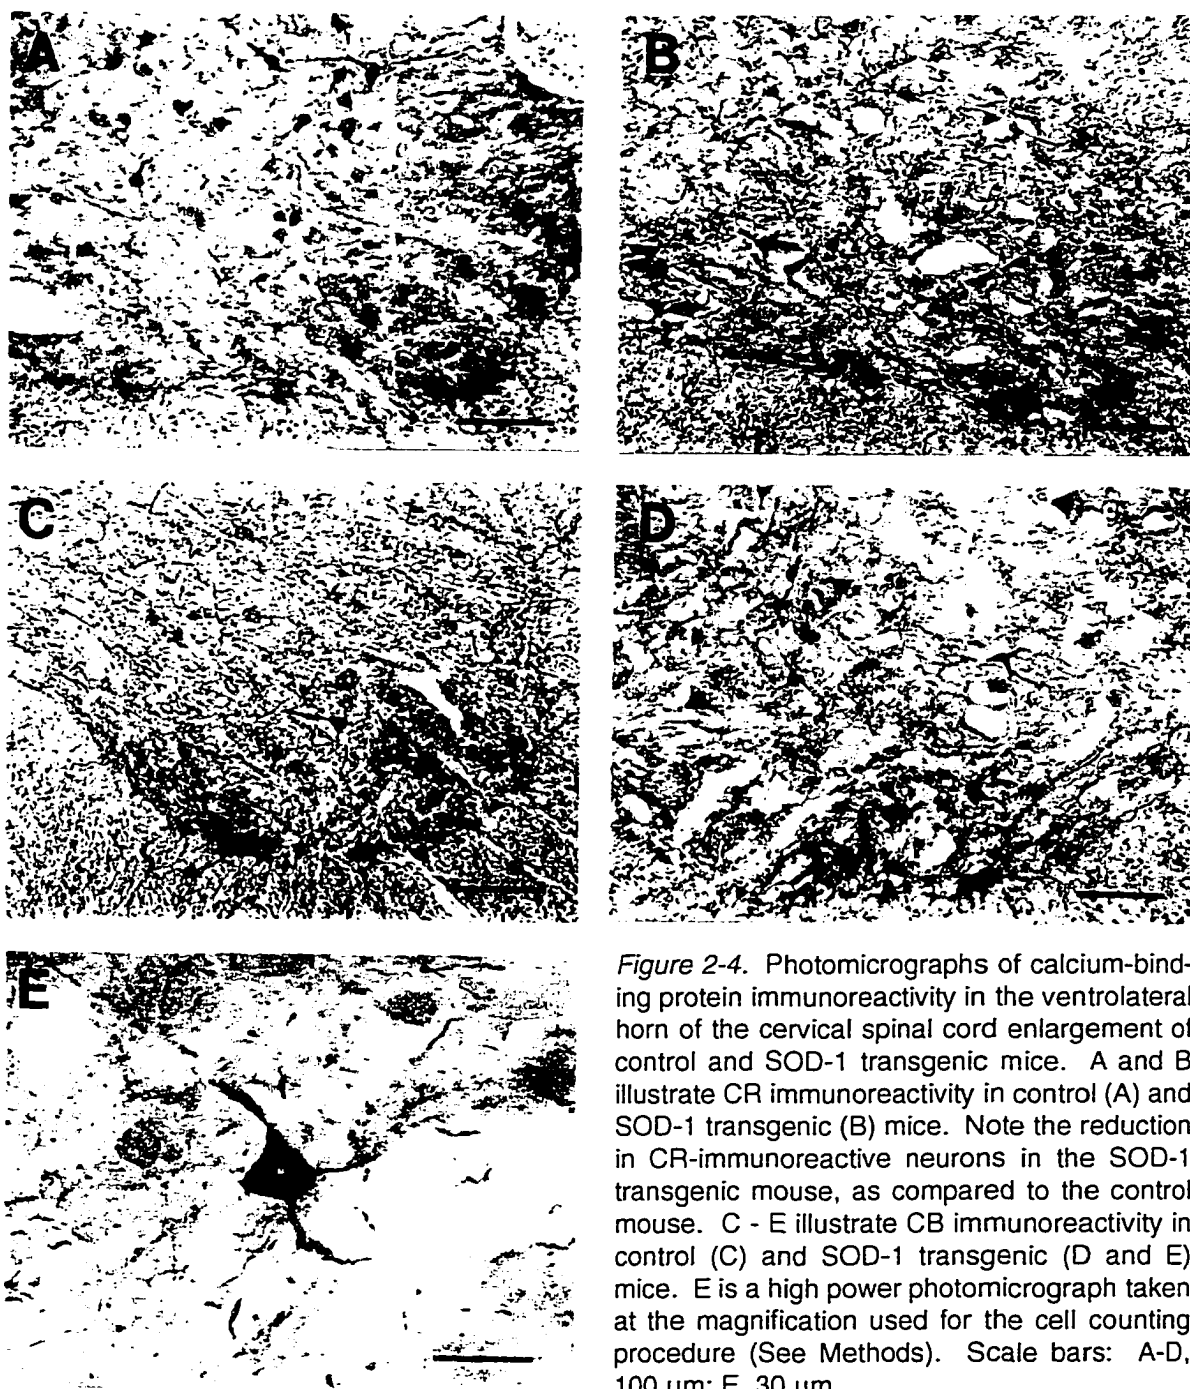 A
B
C
D
E
Figure 2-4. Photomicrographs of calcium-bind-
ing protein immunoreactivity in the ventrolateral
horn of the cervical spinal cord enlargement of
control and SOD-1 transgenic mice. A and B
illustrate CR immunoreactivity in control (A) and
SOD-1 transgenic (B) mice. Note the reduction
in CR-immunoreactive neurons in the SOD-1
transgenic mouse, as compared to the control
mouse. C - E illustrate CB immunoreactivity in
control (C) and SOD-1 transgenic (D and E)
mice. E is a high power photomicrograph taken
at the magnification used for the cell counting
procedure (See Methods). Scale bars: A-D,
100 um; E, 30 um